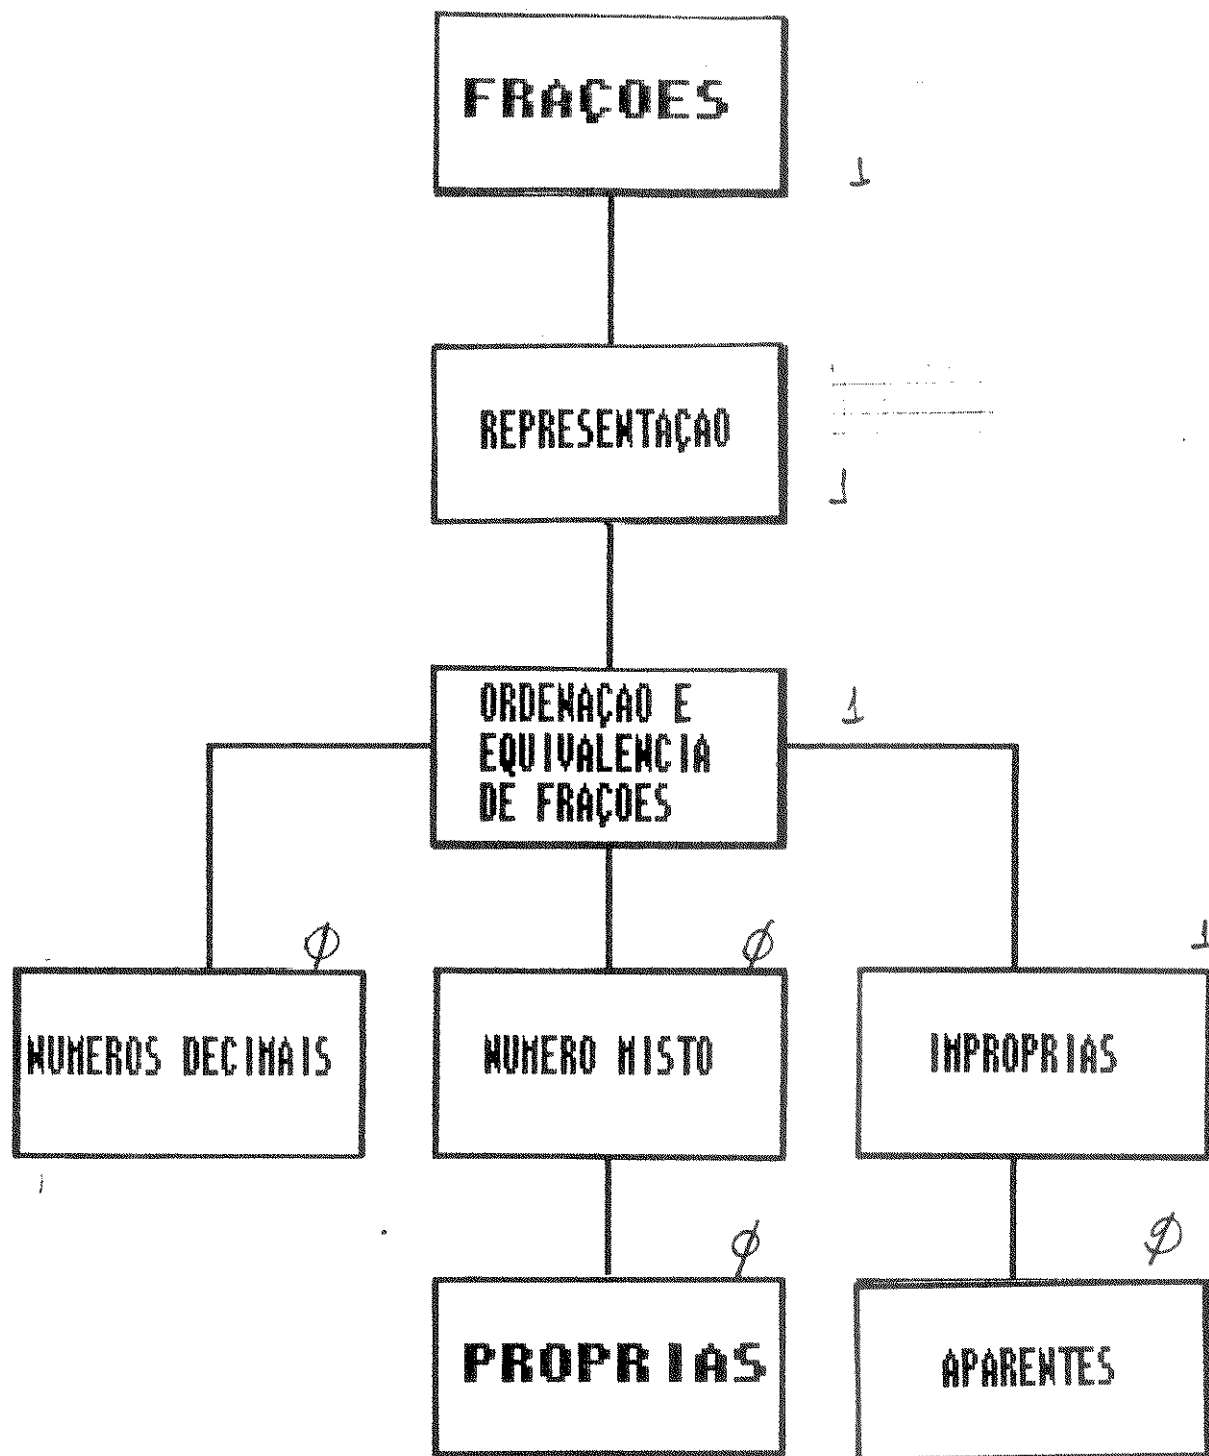 FRAÇOES
1
REPRESENTAÇAO
1
ORDENAÇAO E
EQUIVALENCIA
DE FRAÇOES
1
Ø
Ø
1
NUMEROS DECIMAIS
NUMERO MISTO
IMPROPRIAS
Ø
Ø
PROPRIAS
APARENTES